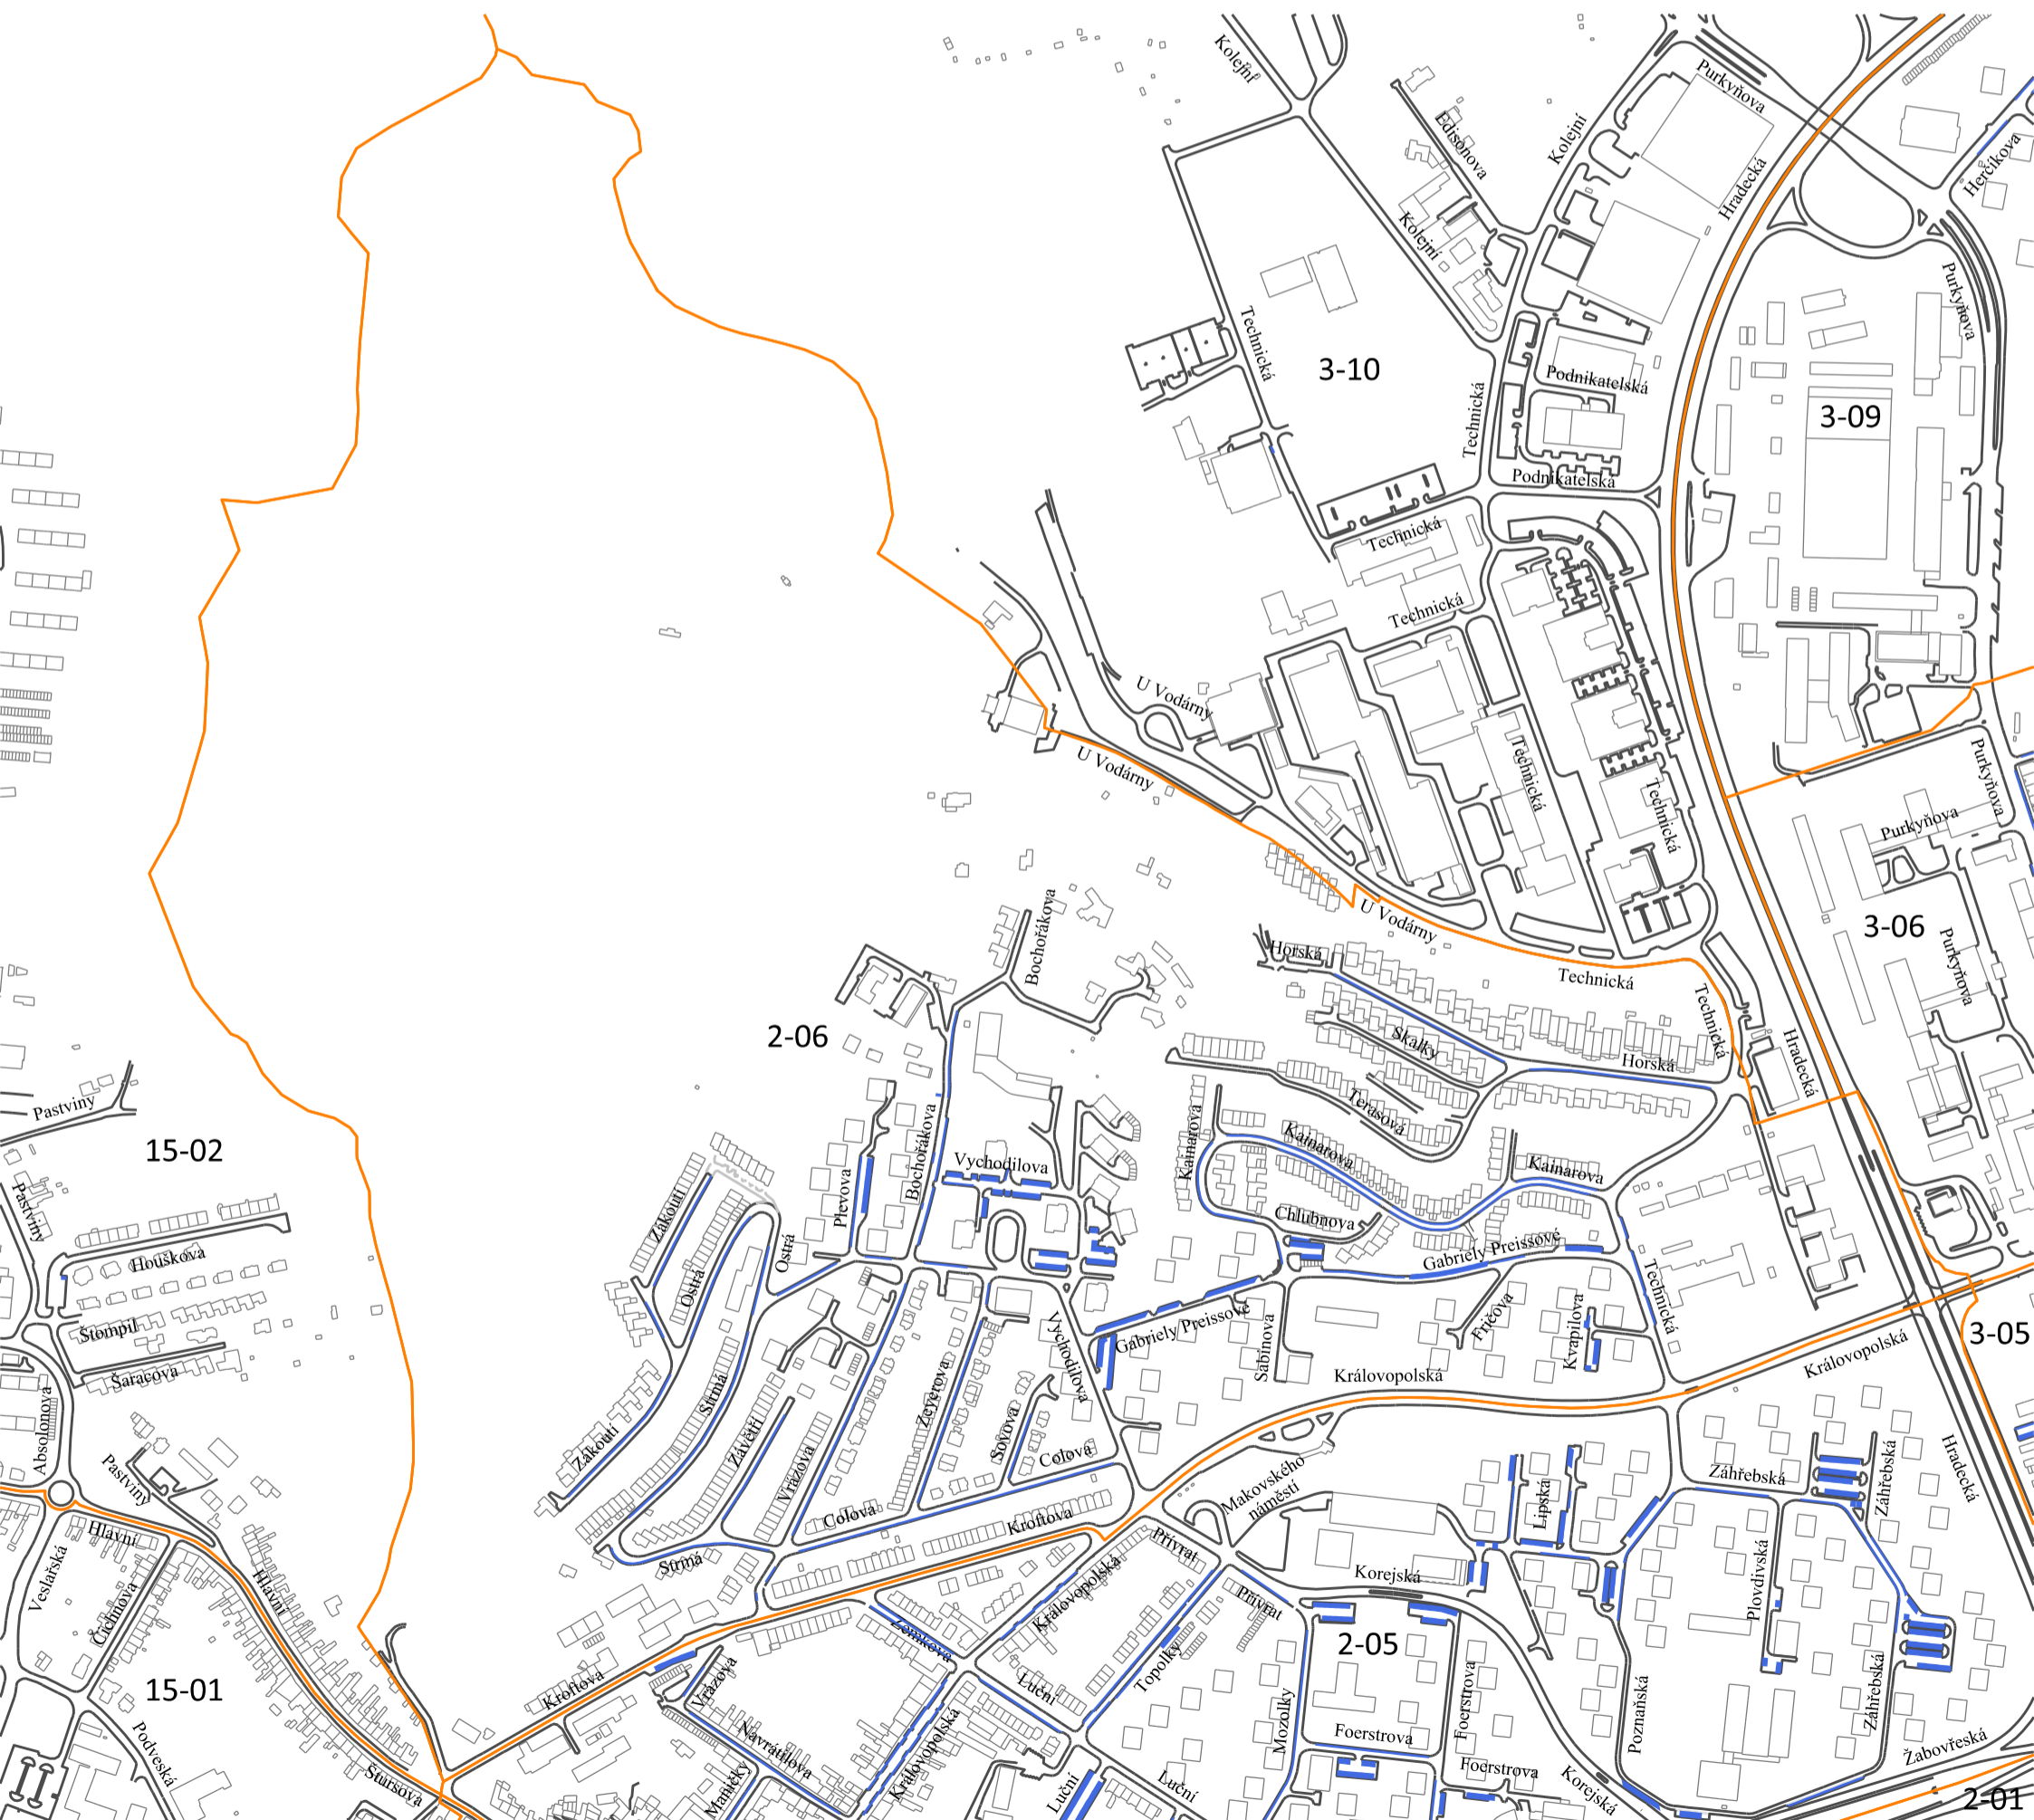 Kolejní
Purkyňova
Edisonova
Kolejní
Herčíkova
Hradecká
Kolejní
Purkyňova
Technická
3-10
Podnikatelská
Technická
3-09
Podnikatelská
Technická
Technická
U Vodárny
U Vodárny
Technická
Technická
Purkyňova
Purkyňova
3-06
U Vodárny
Bochořákova
Horská
Technická
Purkyňova
Technická
2-06
Skalky
Horská
Hradecká
Pastviny
Terasová
15-02
Kainarova
Kainarova
Bochořákova
Vychodilova
Kainarova
Plevova
Pastviny
Zákoutí
Chlubnova
Houškova
Ostrá
Ostrá
Gabriely Preissové
Technická
Štompil
Vychodilova
Gabriely Preissové
Sabinova
Fričova
Kvapilova
3-05
Královopolská
Šaracova
Královopolská
Strmá
Zeyerova
Absolonova
Zákoutí
Závětří
Vrázova
Sovova
Colova
Pastviny
Makovského
náměstí
Lipská
Záhřebská
Záhřebská
Hradecká
Colova
Kroftova
Hlavní
Přívrat
Strmá
Veslařská
Cichnova
Hlavní
Královopolská
Korejská
Přívrat
Plovdivská
Zemkova
2-05
15-01
Kroftova
Vrázova
Luční
Topolky
Mozolky
Foerstrova
Foerstrova
Poznaňská
Záhřebská
Podveská
Navrátilova
Královopolská
Žabovřeská
Štursova
Maničky
Luční
Luční
Foerstrova
Korejská
2-01